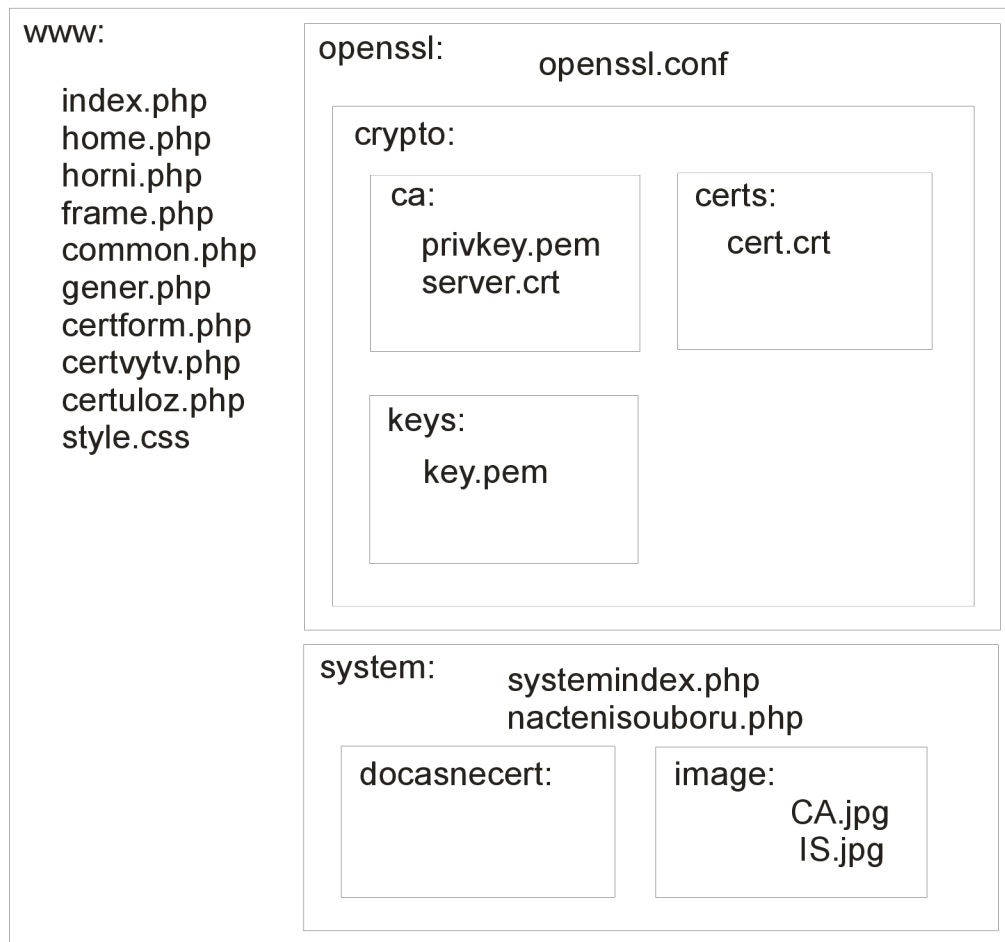 www:
index.php
home.php
horni.php
frame.php
common.php
gener.php
certform.php
certvytv.php
certuloz.php
style.css
openssl:
openssl.conf
crypto:
ca:
privkey.pem
server.crt
certs:
cert.crt
keys:
key.pem
system:
systemindex.php
nactenisouboru.php
docasnecert:
image:
CA.jpg
IS.jpg